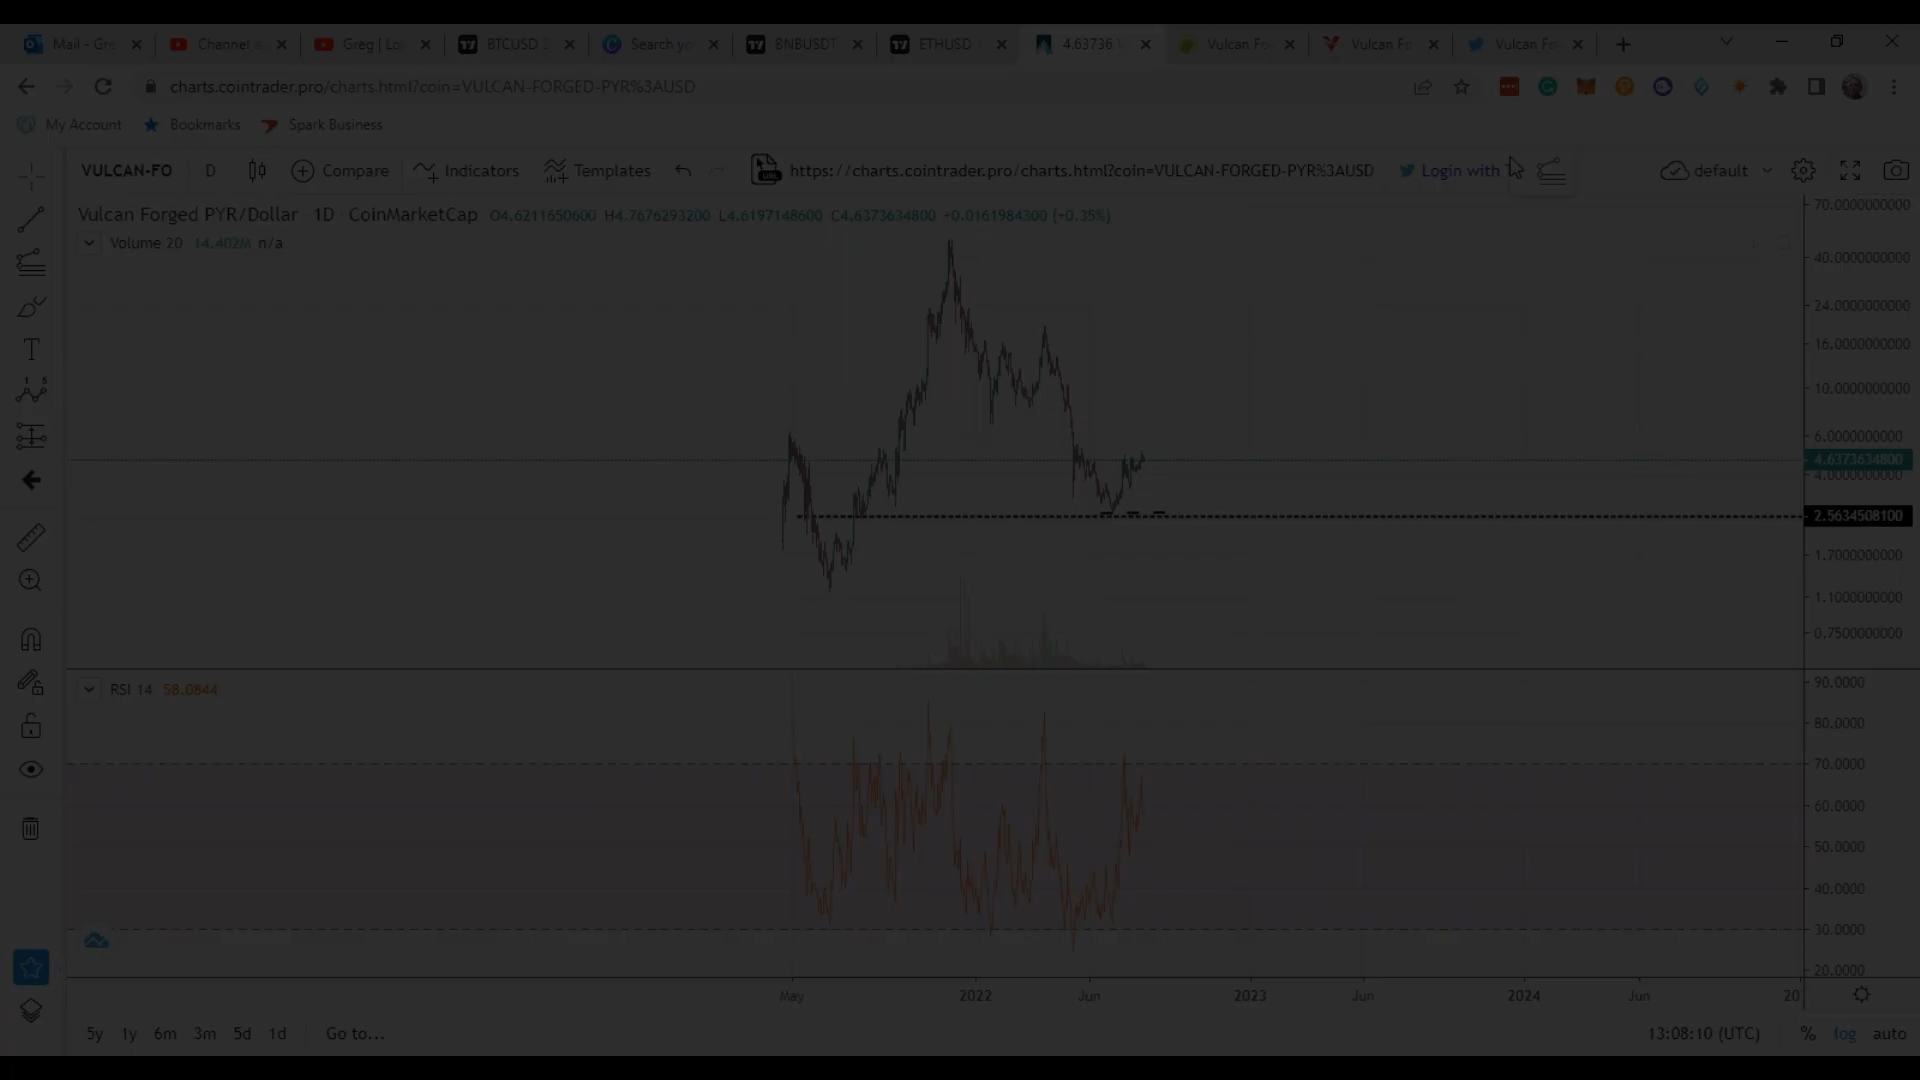 Mail - Gre
Channel a
Greg | Lo
BTCUSD 2
Search yo
BNBUSDT
ETHUSD
4.63736
Vulcan Fo
Vulcan Fo
Vulcan Fo
charts.cointrader.pro/charts.html?coin=VULCAN-FORGED-PYR%3AUSD
My Account Bookmarks Spark Business
VULCAN-FO D Compare Indicators Templates URL https://charts.cointrader.pro/charts.html?coin=VULCAN-FORGED-PYR%3AUSD Login with default
Vulcan Forged PYR/Dollar 1D CoinMarketCap O4.6211650600 H4.7676293200 L4.6197148600 C4.6373634800 +0.0161984300 (+0.35%)
Volume 20 14.402M n/a
70.0000000000
40.0000000000
24.0000000000
16.0000000000
10.0000000000
6.0000000000
4.6373634800
4.0000000000
2.5634508100
1.7000000000
1.1000000000
0.7500000000
RSI 14 58.0844
90.0000
80.0000
70.0000
60.0000
50.0000
40.0000
30.0000
20.0000
May 2022 Jun 2023 Jun 2024 Jun 20
5y 1y 6m 3m 5d 1d Go to... 13:08:10 (UTC) % log auto